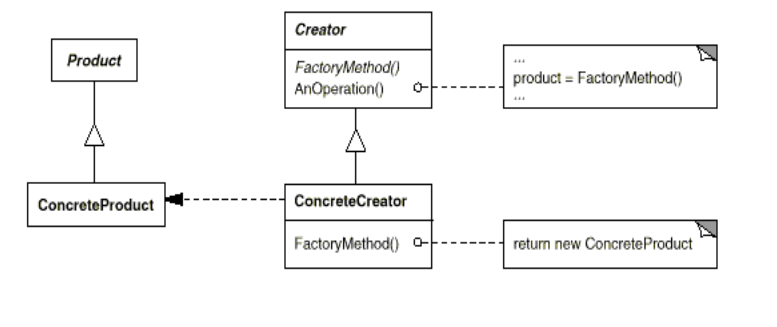 Creator
Product
FactoryMethod()
AnOperation()
...
product = FactoryMethod()
...
ConcreteProduct
ConcreteCreator
FactoryMethod()
return new ConcreteProduct